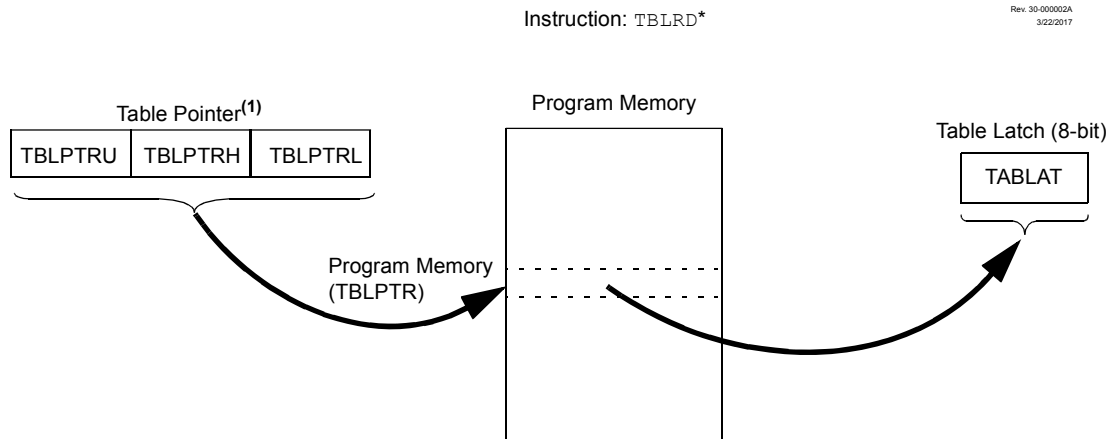 Instruction: TBLRD*
Rev. 30-000002A
3/22/2017
Table Pointer(1)
TBLPTRU TBLPTRH TBLPTRL
Program Memory
Table Latch (8-bit)
TABLAT
Program Memory
(TBLPTR)